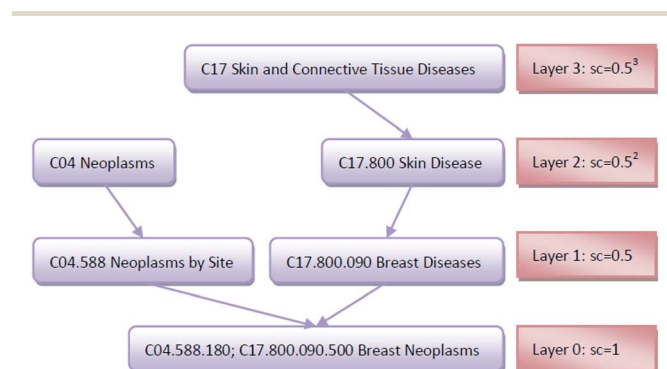 C17 Skin and Connective Tissue Diseases
Layer 3: sc=0.5³
C04 Neoplasms
C17.800 Skin Disease
Layer 2: sc=0.5²
C04.588 Neoplasms by Site
C17.800.090 Breast Diseases
Layer 1: sc=0.5
C04.588.180; C17.800.090.500 Breast Neoplasms
Layer 0: sc=1